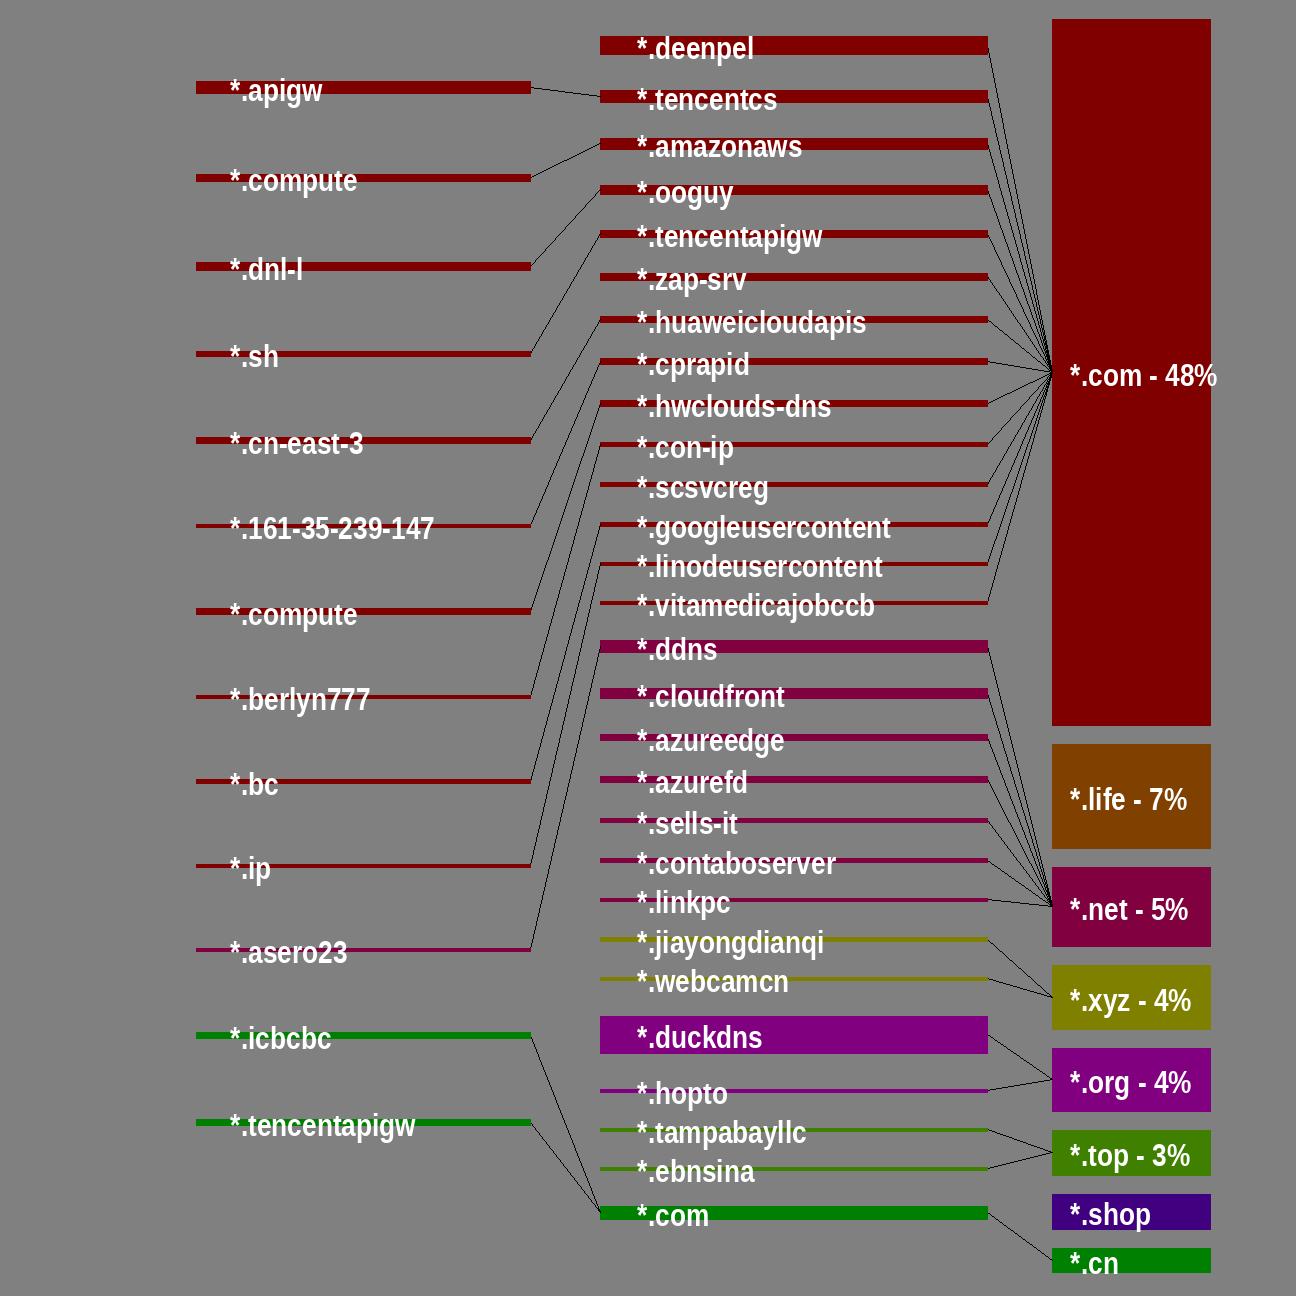 *.apigw
*.compute
*.dnl-l
*.sh
*.cn-east-3
*.161-35-239-147
*.compute
*.berlyn777
*.bc
*.ip
*.asero23
*.icbcbc
*.tencentapigw
*.deenpel
*.tencentcs
*.amazonaws
*.ooguy
*.tencentapigw
*.zap-srv
*.huaweicloudapis
*.cprapid
*.hwclouds-dns
*.con-ip
*.scsvcreg
*.googleusercontent
*.linodeusercontent
*.vitamedicajobccb
*.ddns
*.cloudfront
*.azureedge
*.azurefd
*.sells-it
*.contaboserver
*.linkpc
*.jiayongdianqi
*.webcamcn
*.duckdns
*.hopto
*.tampabayllc
*.ebnsina
*.com
*.com - 48%
*.life - 7%
*.net - 5%
*.xyz - 4%
*.org - 4%
*.top - 3%
*.shop
*.cn